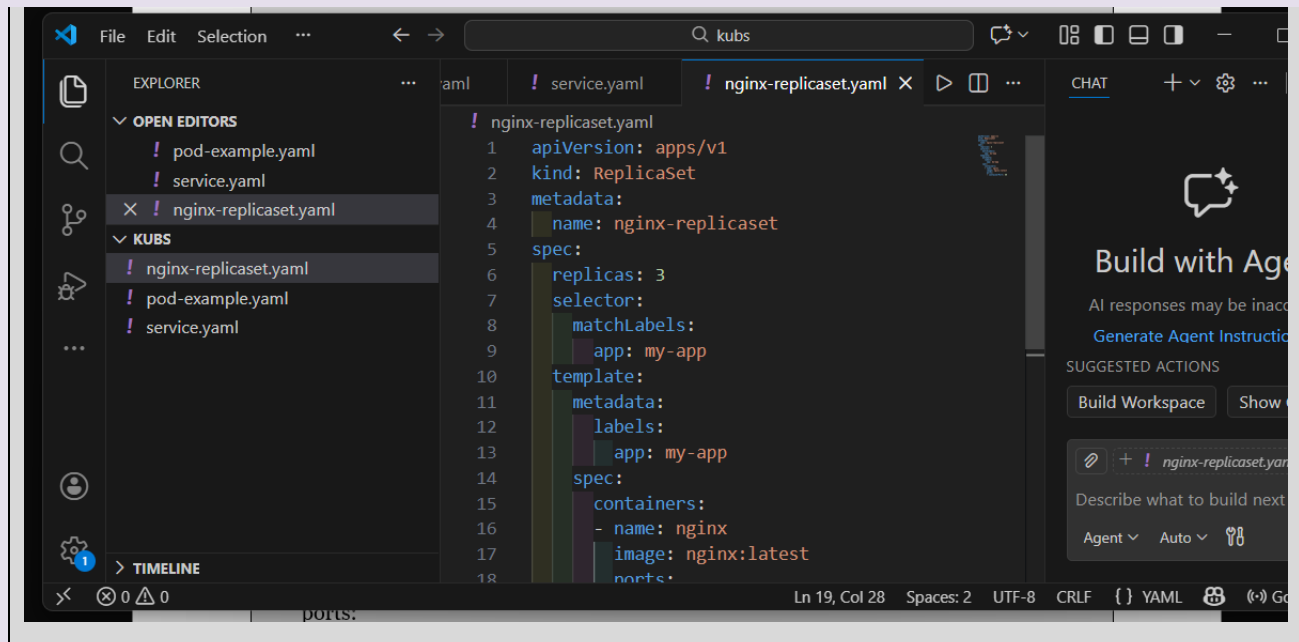 File Edit Selection ··· kubs
EXPLORER ···
OPEN EDITORS
! pod-example.yaml
! service.yaml
! nginx-replicaset.yaml
KUBS
! nginx-replicaset.yaml
! pod-example.yaml
! service.yaml
TIMELINE
aml ! service.yaml ! nginx-replicaset.yaml
! nginx-replicaset.yaml
1 apiVersion: apps/v1
2 kind: ReplicaSet
3 metadata:
4 name: nginx-replicaset
5 spec:
6 replicas: 3
7 selector:
8 matchLabels:
9 app: my-app
10 template:
11 metadata:
12 labels:
13 app: my-app
14 spec:
15 containers:
16 - name: nginx
17 image: nginx:latest
18 ports:
CHAT
Build with Age
AI responses may be inacc
Generate Agent Instructio
SUGGESTED ACTIONS
Build Workspace Show
+ ! nginx-replicaset.yam
Describe what to build next
Agent Auto
1
0 0 Ln 19, Col 28 Spaces: 2 UTF-8 CRLF {} YAML Go
ports: